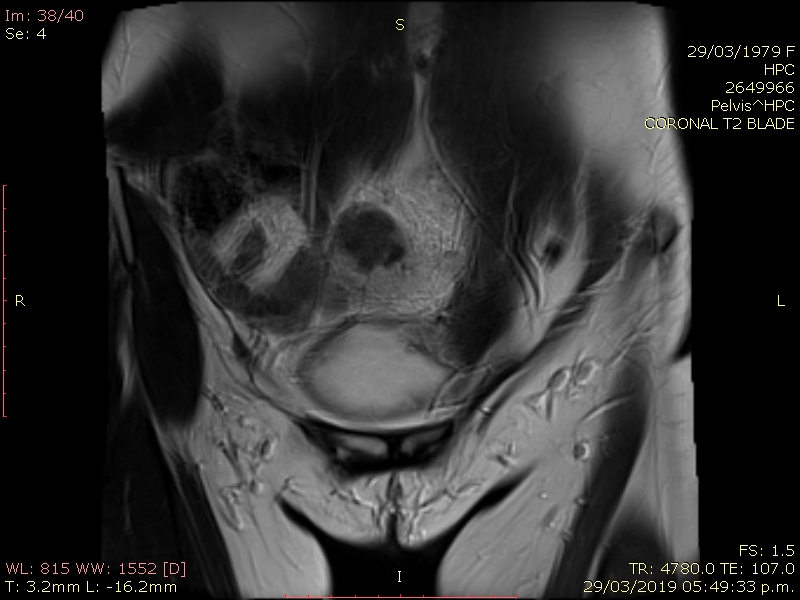 Im: 38/40
Se: 4
S
29/03/1979 F
HPC
2649966
Pelvis^HPC
CORONAL T2 BLADE
R
L
WL: 815 WW: 1552 [D]
T: 3.2mm L: -16.2mm
I
FS: 1.5
TR: 4780.0 TE: 107.0
29/03/2019 05:49:33 p.m.